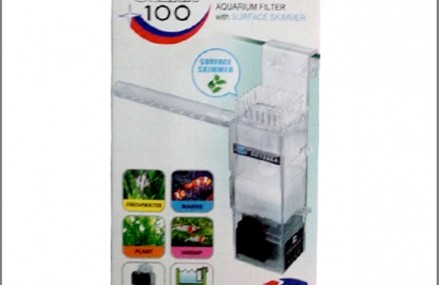 100
AQUARIUM FILTER
with SURFACE SKIMMER
SURFACE
SKIMMER
FRESHWATER
MARINE
PLANT
SHRIMP